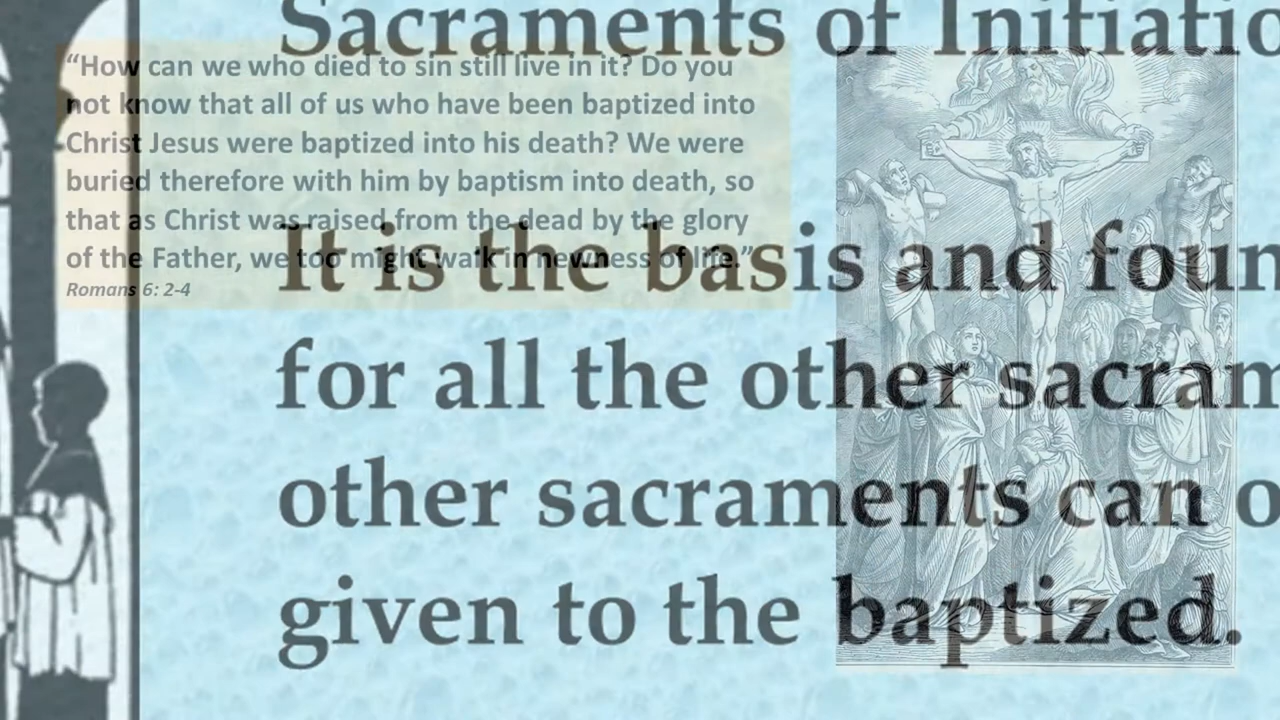 Sacraments of Initiatio
“How can we who died to sin still live in it? Do you
not know that all of us who have been baptized into
Christ Jesus were baptized into his death? We were
buried therefore with him by baptism into death, so
that as Christ was raised from the dead by the glory
of the Father, we too might walk in newness of life.”
Romans 6: 2-4
It is the basis and foun
for all the other sacram
other sacraments can o
given to the baptized.